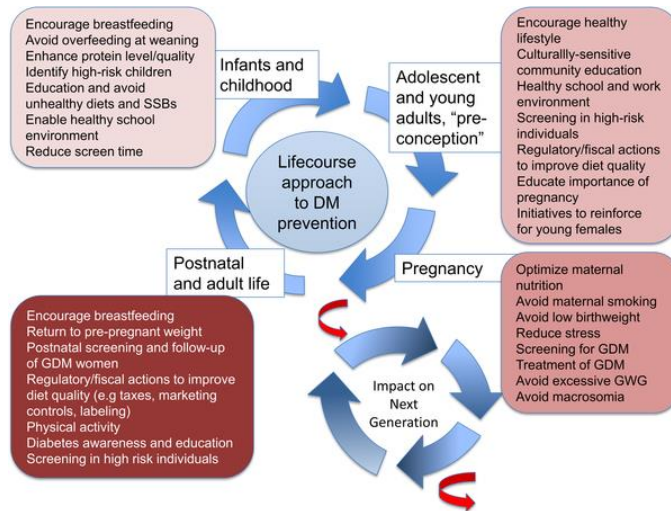 Encourage breastfeeding
Avoid overfeeding at weaning
Enhance protein level/quality
Identify high-risk children
Education and avoid
unhealthy diets and SSBs
Enable healthy school
environment
Reduce screen time
Infants and
childhood
Adolescent
and young
adults, “pre-
conception”
Encourage healthy
lifestyle
Culturallly-sensitive
community education
Healthy school and work
environment
Screening in high-risk
individuals
Regulatory/fiscal actions
to improve diet quality
Educate importance of
pregnancy
Initiatives to reinforce
for young females
Lifecourse
approach
to DM
prevention
Postnatal
and adult life
Pregnancy
Optimize maternal
nutrition
Avoid maternal smoking
Avoid low birthweight
Reduce stress
Screening for GDM
Treatment of GDM
Avoid excessive GWG
Avoid macrosomia
Encourage breastfeeding
Return to pre-pregnant weight
Postnatal screening and follow-up
of GDM women
Regulatory/fiscal actions to improve
diet quality (e.g taxes, marketing
controls, labeling)
Physical activity
Diabetes awareness and education
Screening in high risk individuals
Impact on
Next
Generation